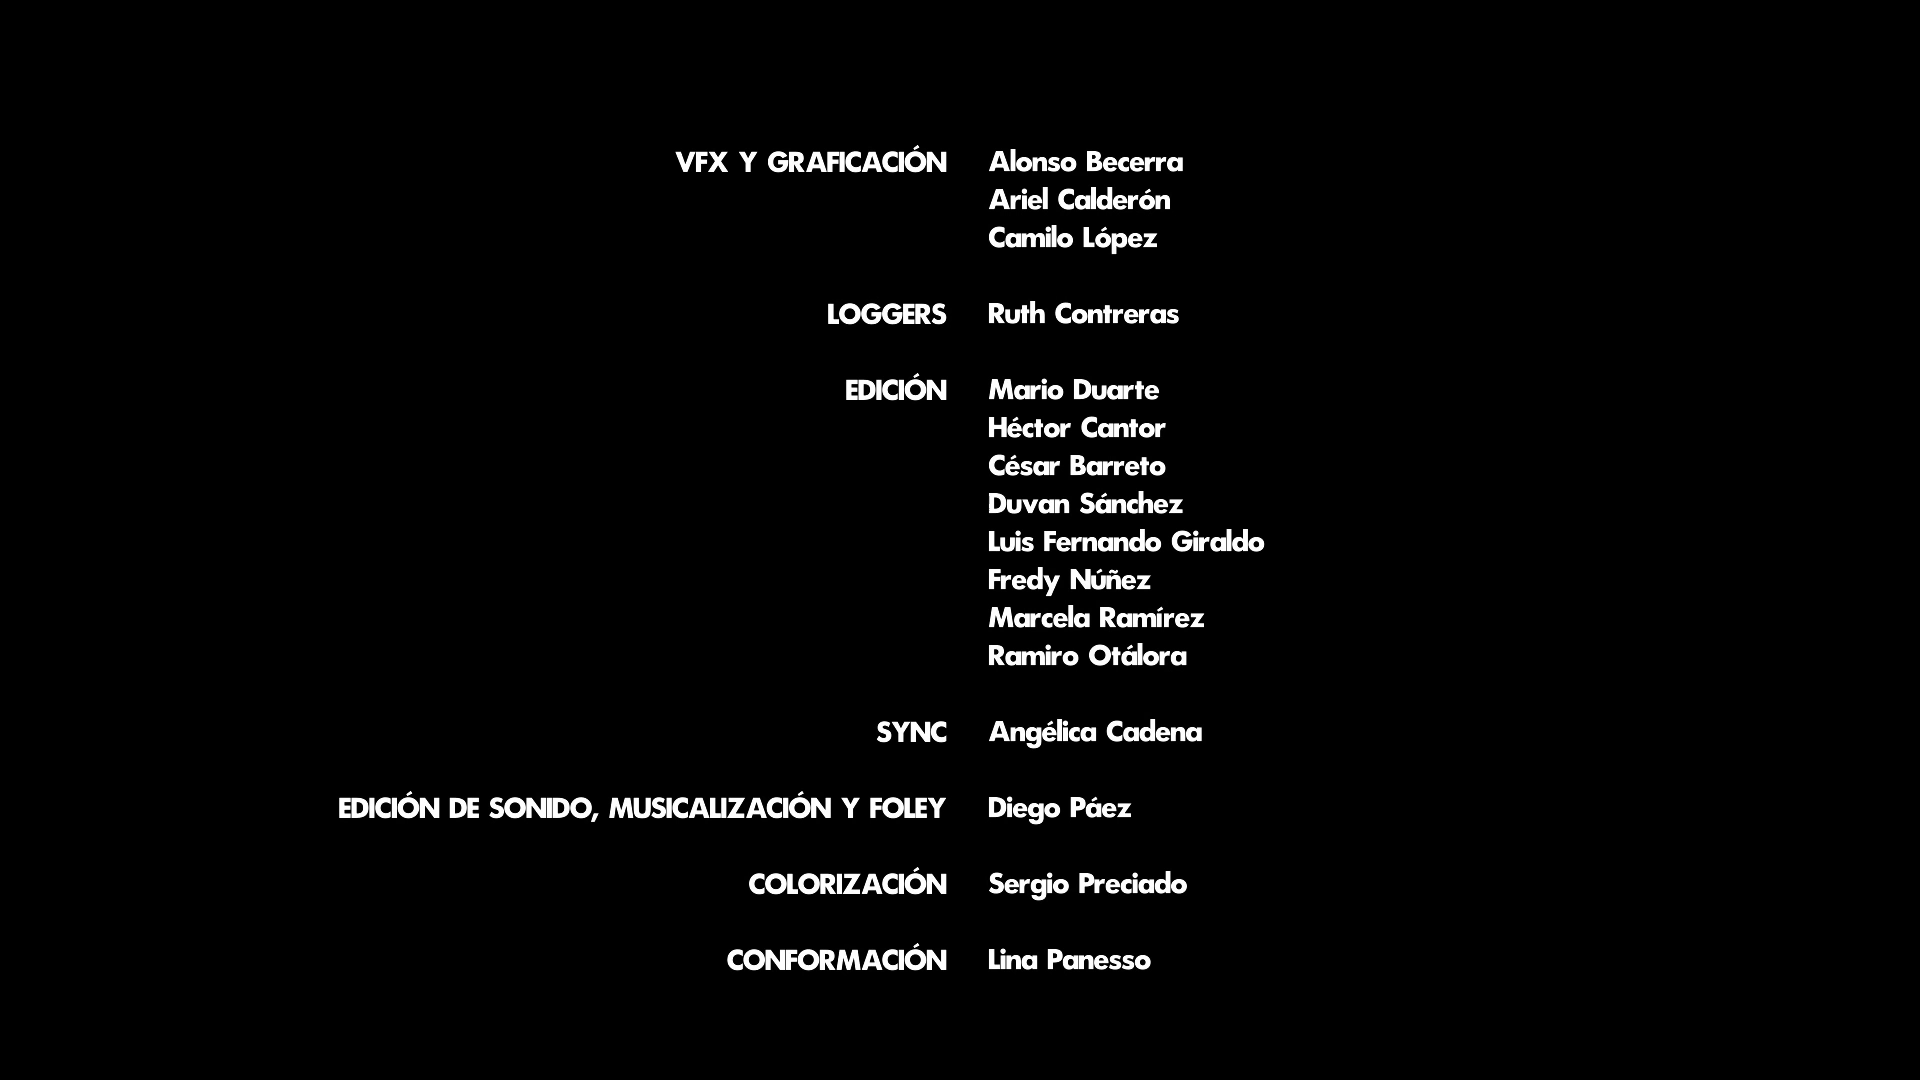 VFX Y GRAFICACIÓN Alonso Becerra
Ariel Calderón
Camilo López
LOGGERS Ruth Contreras
EDICIÓN Mario Duarte
Héctor Cantor
César Barreto
Duvan Sánchez
Luis Fernando Giraldo
Fredy Núñez
Marcela Ramírez
Ramiro Otálora
SYNC Angélica Cadena
EDICIÓN DE SONIDO, MUSICALIZACIÓN Y FOLEY Diego Páez
COLORIZACIÓN Sergio Preciado
CONFORMACIÓN Lina Panesso